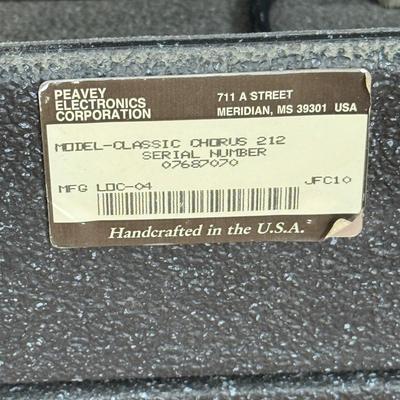 PEAVEY
ELECTRONICS
CORPORATION
711 A STREET
MERIDIAN, MS 39301 USA
MODEL-CLASSIC CHORUS 212
SERIAL NUMBER
07687070
MFG LOC-04
JFC10
Handcrafted in the U.S.A.